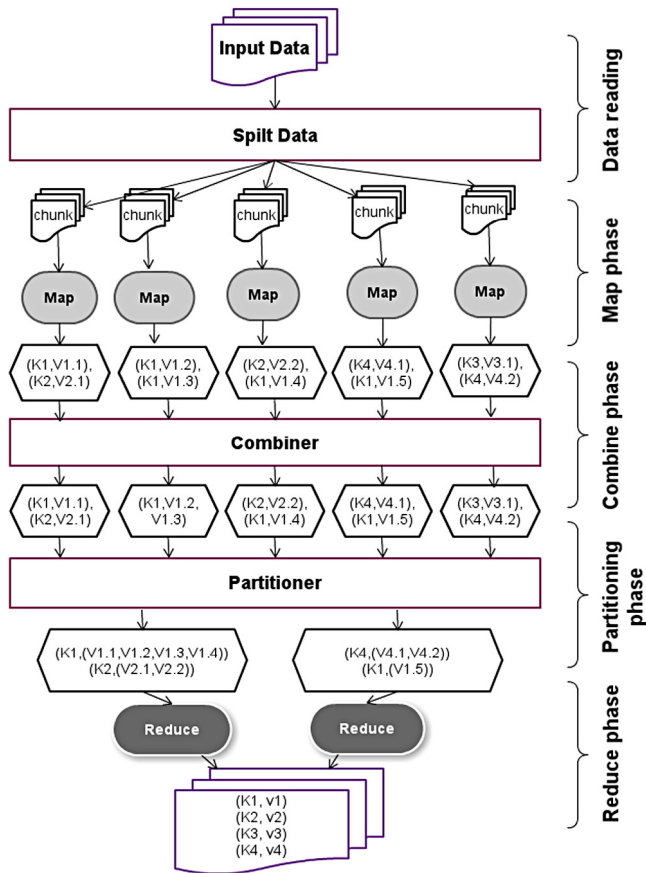 Input Data
Data reading
Spilt Data
chunk chunk chunk chunk chunk
Map phase
Map Map Map Map Map
(K1,V1.1), (K1,V1.2), (K2,V2.2), (K4,V4.1), (K3,V3.1),
(K2,V2.1) (K1,V1.3) (K1,V1.4) (K1,V1.5) (K4,V4.2)
Combine phase
Combiner
(K1,V1.1), (K1,V1.2, (K2,V2.2), (K4,V4.1), (K3,V3.1),
(K2,V2.1) V1.3) (K1,V1.4) (K1,V1.5) (K4,V4.2)
Partitioner
Partitioning
phase
(K1,(V1.1,V1.2,V1.3,V1.4)) (K4,(V4.1,V4.2))
(K2,(V2.1,V2.2)) (K1,(V1.5))
Reduce phase
Reduce Reduce
(K1, v1)
(K2, v2)
(K3, v3)
(K4, v4)